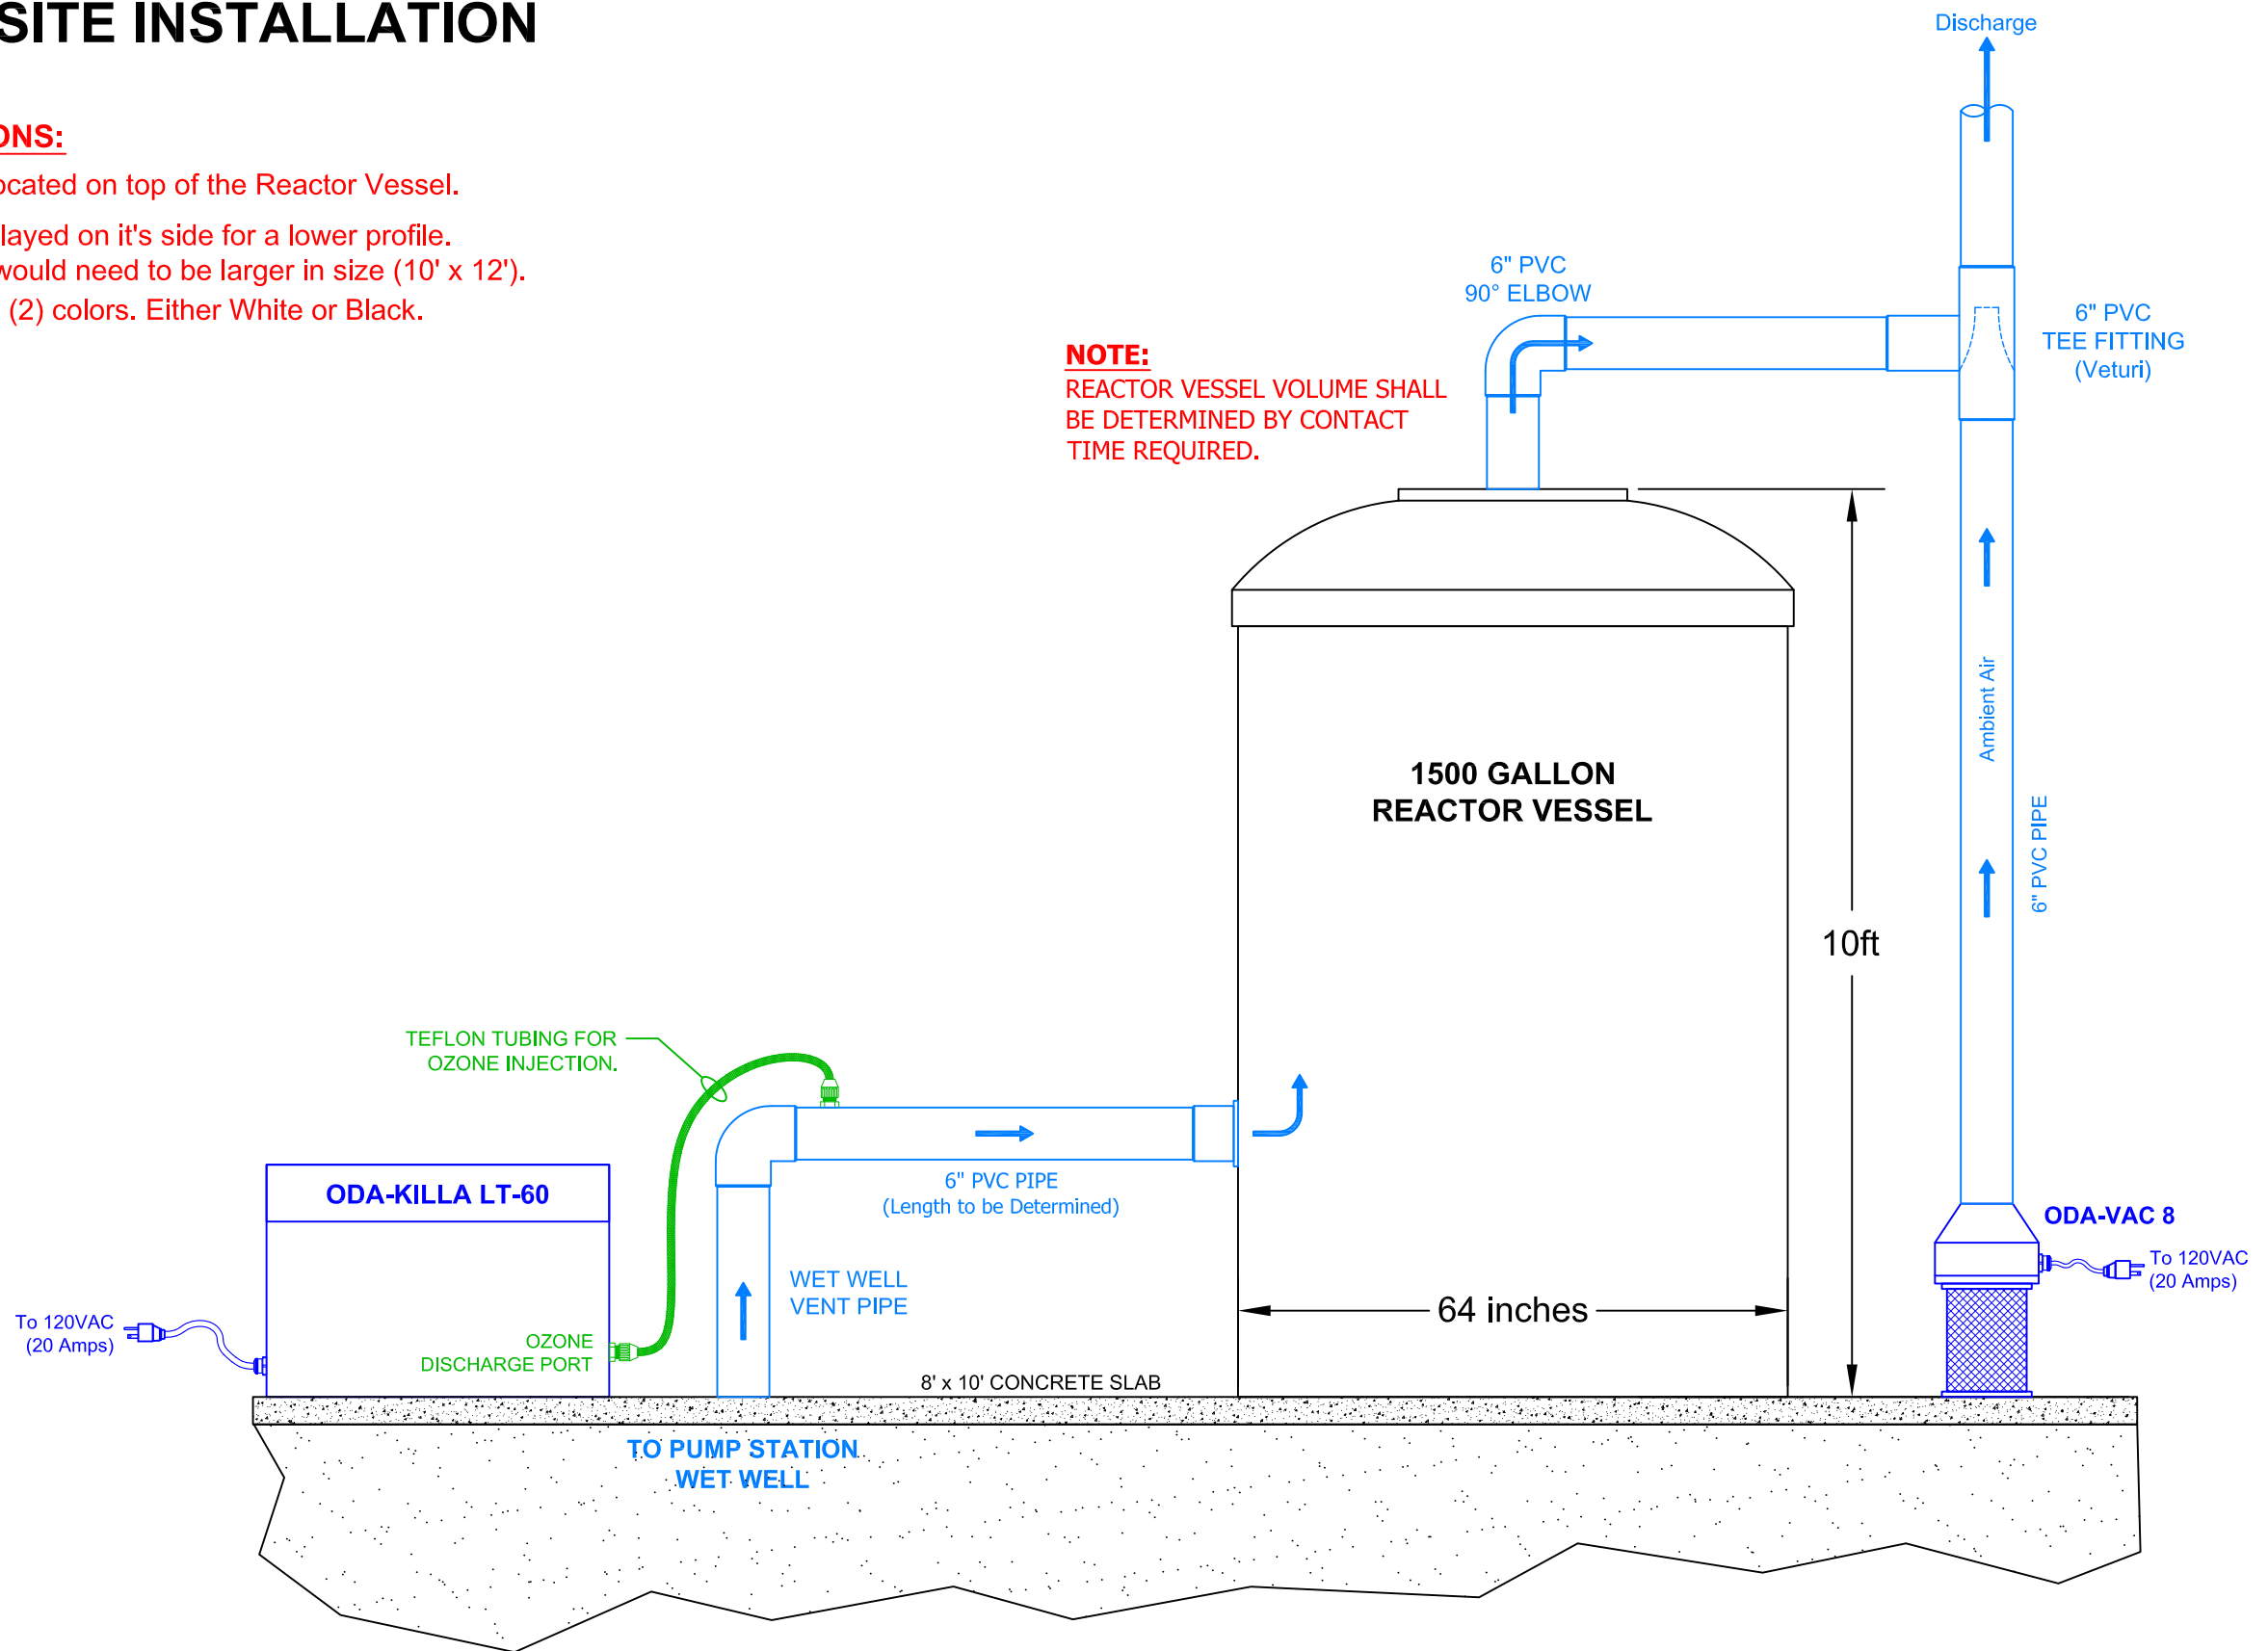 SITE INSTALLATION
ONS:
ocated on top of the Reactor Vessel.
layed on it's side for a lower profile.
would need to be larger in size (10' x 12').
(2) colors. Either White or Black.
Discharge
6" PVC
90° ELBOW
6" PVC
TEE FITTING
(Veturi)
NOTE:
REACTOR VESSEL VOLUME SHALL
BE DETERMINED BY CONTACT
TIME REQUIRED.
Ambient Air
6" PVC PIPE
1500 GALLON
REACTOR VESSEL
10ft
TEFLON TUBING FOR
OZONE INJECTION.
ODA-KILLA LT-60
6" PVC PIPE
(Length to be Determined)
ODA-VAC 8
To 120VAC
(20 Amps)
WET WELL
VENT PIPE
64 inches
To 120VAC
(20 Amps)
OZONE
DISCHARGE PORT
8' x 10' CONCRETE SLAB
TO PUMP STATION
WET WELL